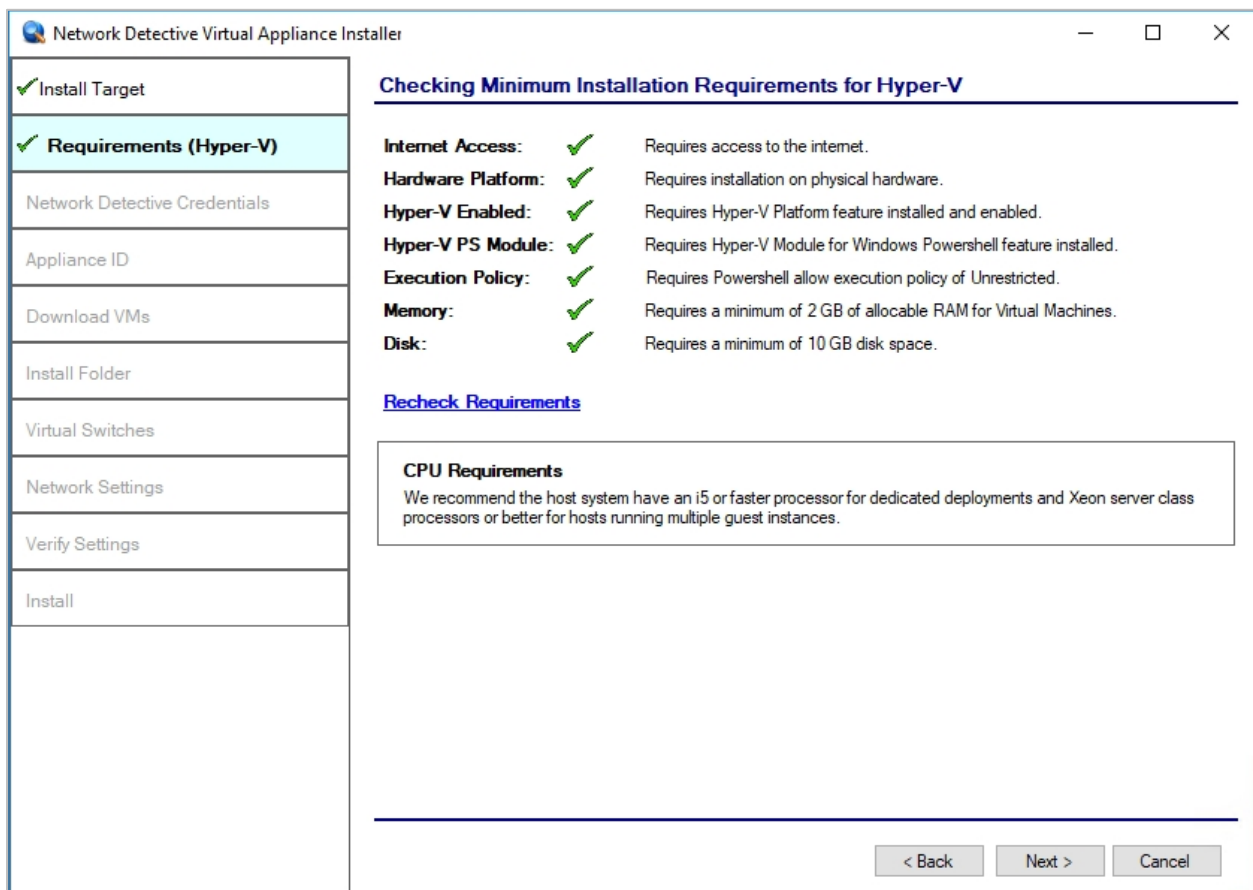 Network Detective Virtual Appliance Installer
Install Target
Requirements (Hyper-V)
Network Detective Credentials
Appliance ID
Download VMs
Install Folder
Virtual Switches
Network Settings
Verify Settings
Install
Checking Minimum Installation Requirements for Hyper-V
Internet Access: Requires access to the internet.
Hardware Platform: Requires installation on physical hardware.
Hyper-V Enabled: Requires Hyper-V Platform feature installed and enabled.
Hyper-V PS Module: Requires Hyper-V Module for Windows Powershell feature installed.
Execution Policy: Requires Powershell allow execution policy of Unrestricted.
Memory: Requires a minimum of 2 GB of allocable RAM for Virtual Machines.
Disk: Requires a minimum of 10 GB disk space.
Recheck Requirements
CPU Requirements
We recommend the host system have an i5 or faster processor for dedicated deployments and Xeon server class
processors or better for hosts running multiple guest instances.
< Back Next > Cancel